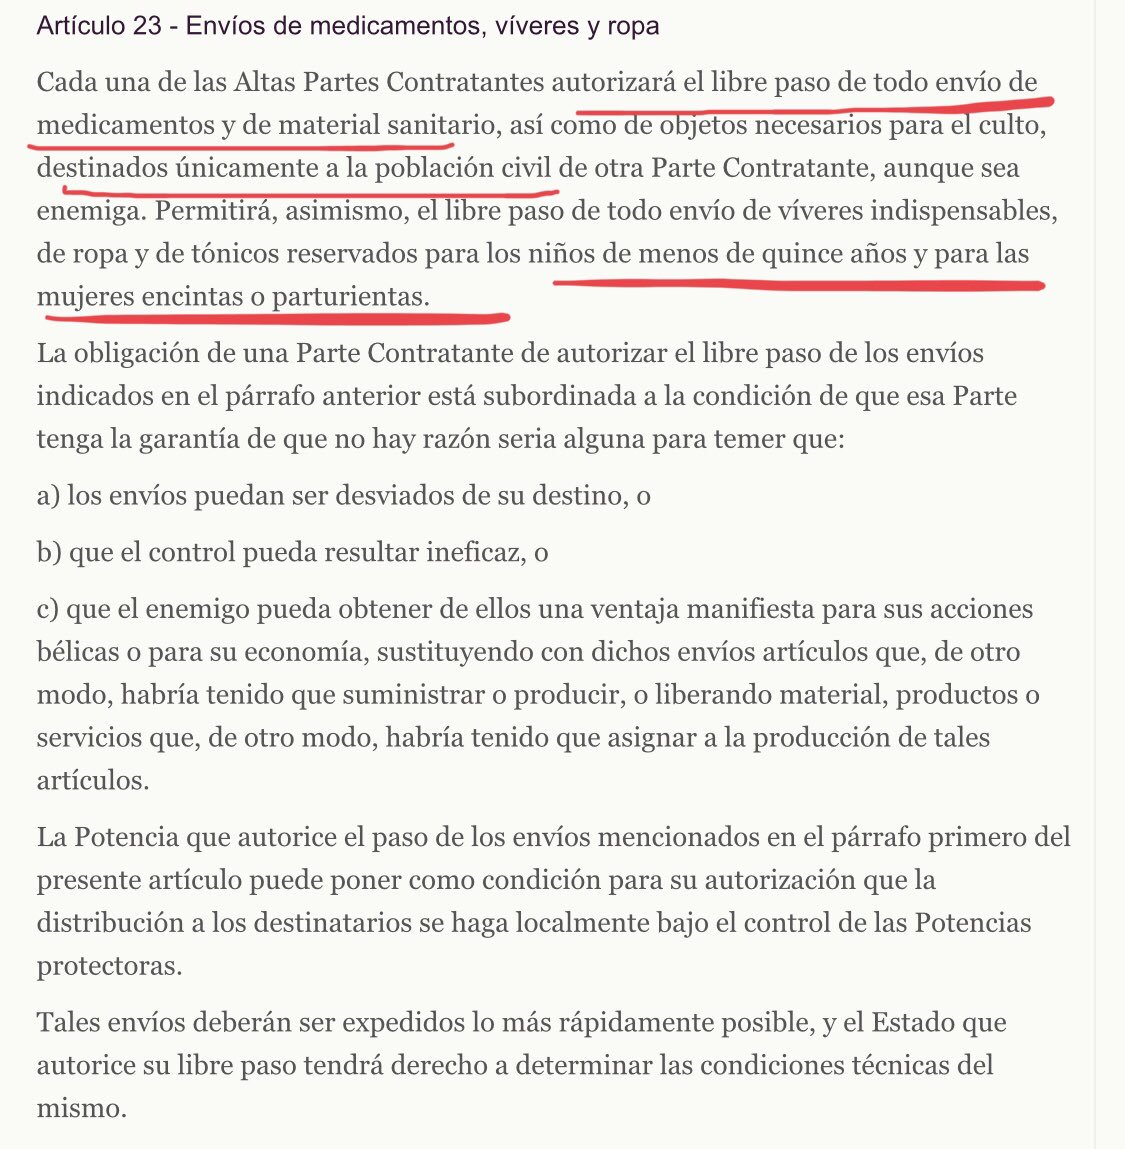 Artículo 23 - Envíos de medicamentos, víveres y ropa
Cada una de las Altas Partes Contratantes autorizará el libre paso de todo envío de
medicamentos y de material sanitario, así como de objetos necesarios para el culto,
destinados únicamente a la población civil de otra Parte Contratante, aunque sea
enemiga. Permitirá, asimismo, el libre paso de todo envío de víveres indispensables,
de ropa y de tónicos reservados para los niños de menos de quince años y para las
mujeres encintas o parturientas.
La obligación de una Parte Contratante de autorizar el libre paso de los envíos
indicados en el párrafo anterior está subordinada a la condición de que esa Parte
tenga la garantía de que no hay razón seria alguna para temer que:
a) los envíos puedan ser desviados de su destino, o
b) que el control pueda resultar ineficaz, o
c) que el enemigo pueda obtener de ellos una ventaja manifiesta para sus acciones
bélicas o para su economía, sustituyendo con dichos envíos artículos que, de otro
modo, habría tenido que suministrar o producir, o liberando material, productos o
servicios que, de otro modo, habría tenido que asignar a la producción de tales
artículos.
La Potencia que autorice el paso de los envíos mencionados en el párrafo primero del
presente artículo puede poner como condición para su autorización que la
distribución a los destinatarios se haga localmente bajo el control de las Potencias
protectoras.
Tales envíos deberán ser expedidos lo más rápidamente posible, y el Estado que
autorice su libre paso tendrá derecho a determinar las condiciones técnicas del
mismo.